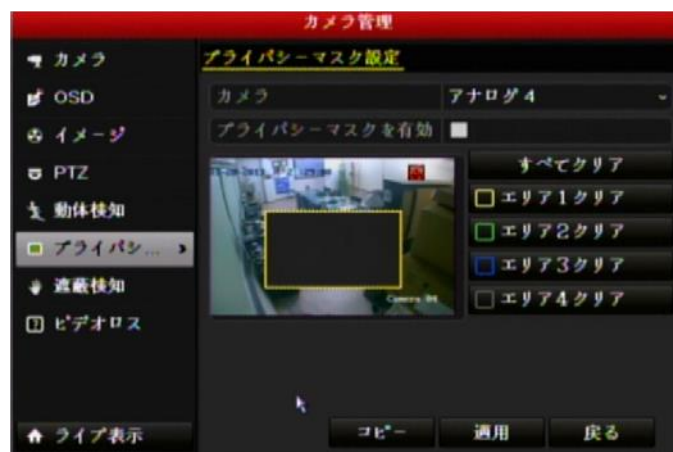 カメラ管理
カメラ
OSD
イメージ
PTZ
動体検知
プライバシ...
遮蔽検知
ビデオロス
ライブ表示
プライバシーマスク設定
カメラ
アナログ 4
プライバシーマスクを有効
すべてクリア
エリア1クリア
エリア2クリア
エリア3クリア
エリア4クリア
Camera 04
コピー
適用
戻る